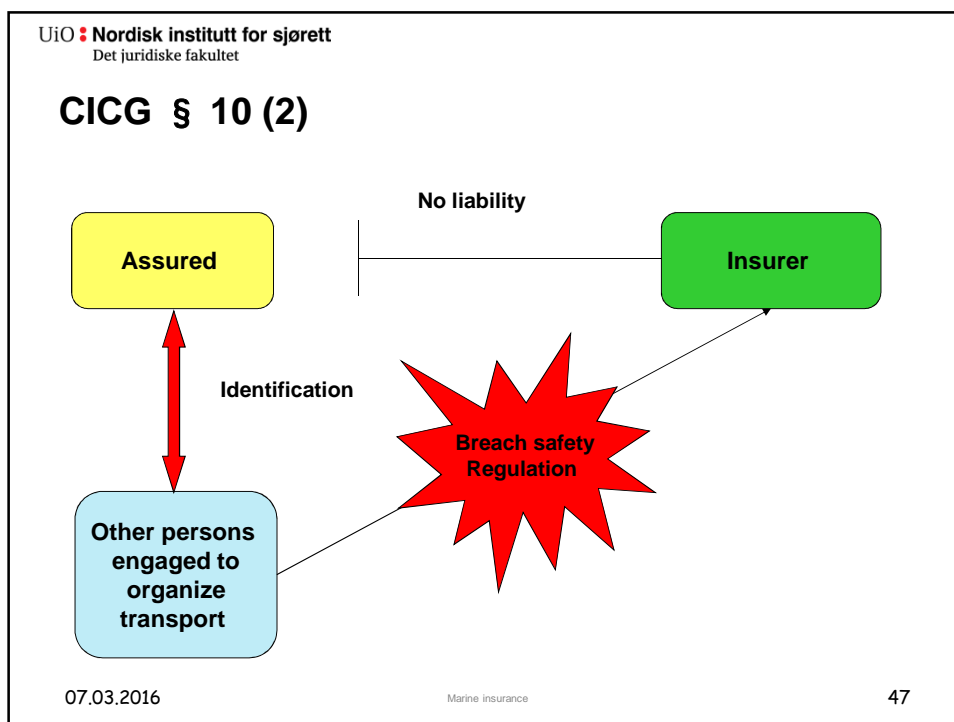 UiO : Nordisk institutt for sjørett
Det juridiske fakultet
CICG § 10 (2)
No liability
Assured
Insurer
Identification
Breach safety
Regulation
Other persons
engaged to
organize
transport
07.03.2016
Marine insurance
47